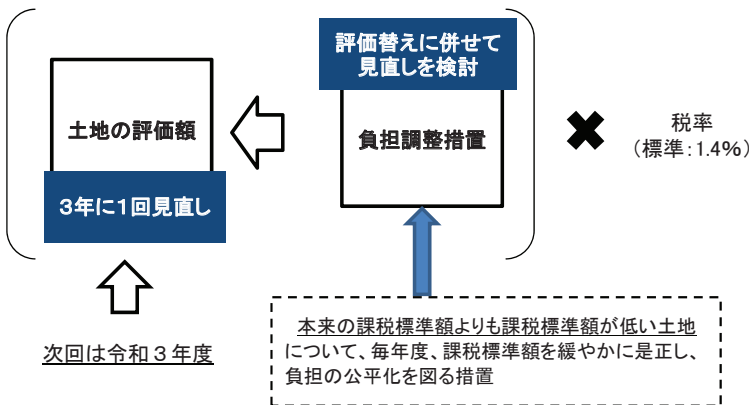 評価替えに併せて
見直しを検討
土地の評価額
負担調整措置
税率
(標準:1.4%)
3年に1回見直し
次回は令和3年度
本来の課税標準額よりも課税標準額が低い土地
について、毎年度、課税標準額を緩やかに是正し、
負担の公平化を図る措置